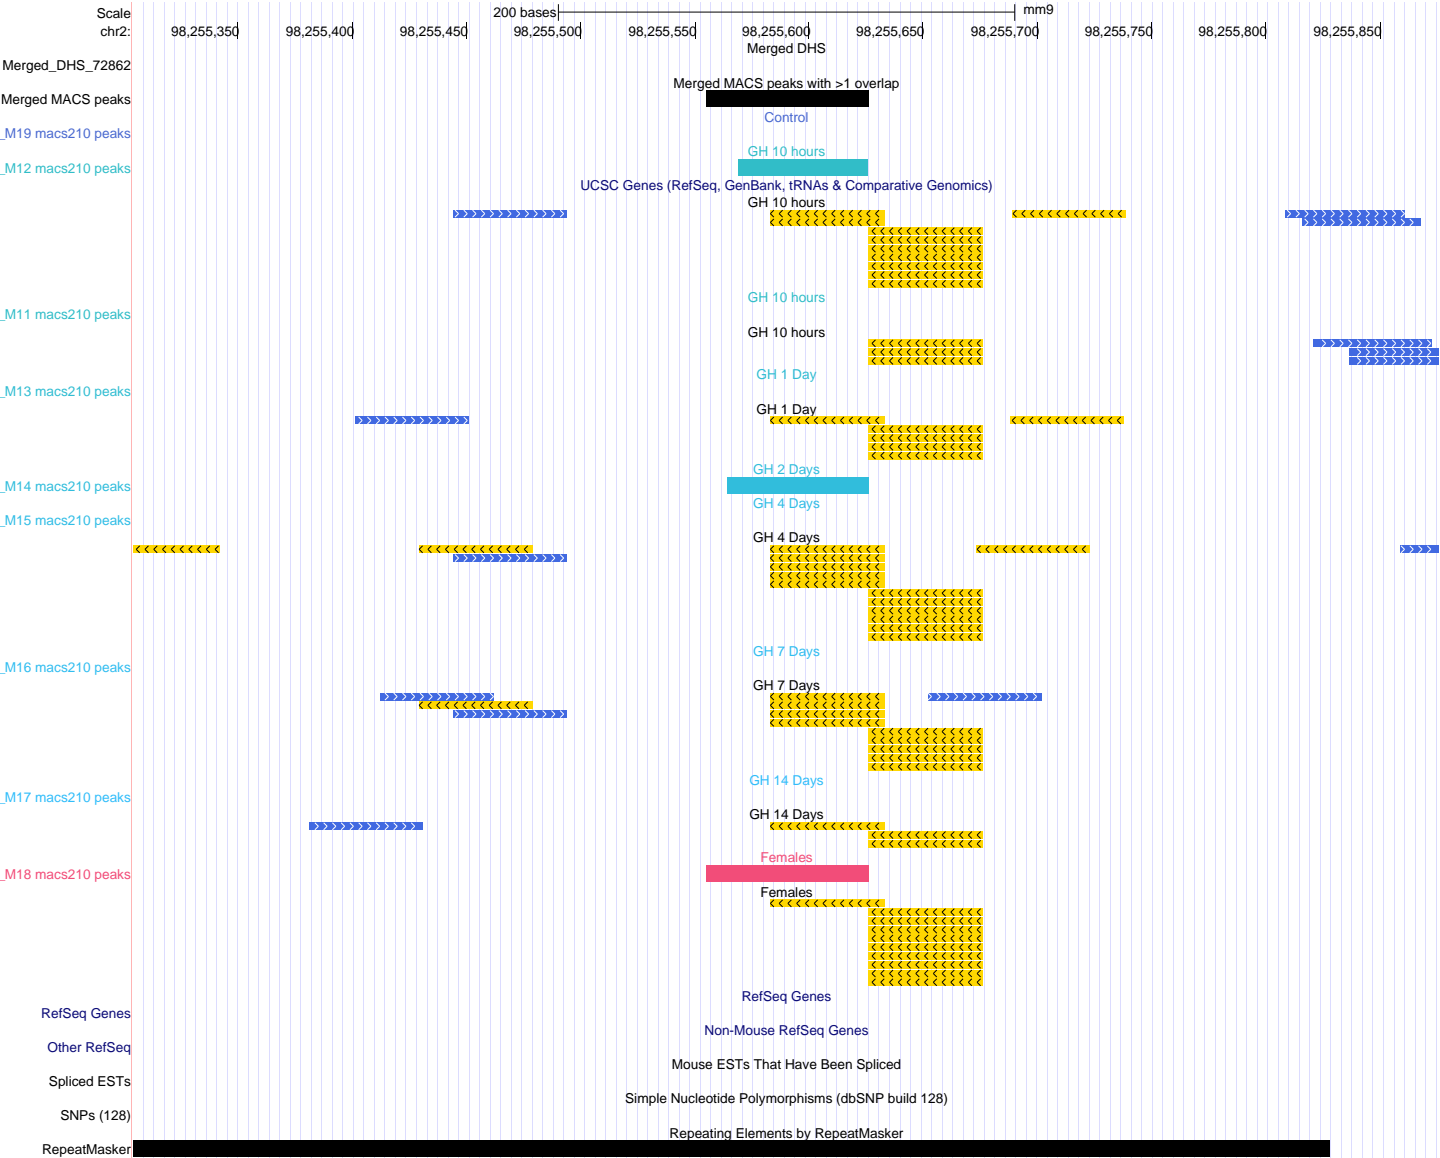 Scale 200 bases mm9
chr2: 98,255,350 98,255,400 98,255,450 98,255,500 98,255,550 98,255,600 98,255,650 98,255,700 98,255,750 98,255,800 98,255,850
Merged DHS
Merged_DHS_72862
Merged MACS peaks with >1 overlap
Merged MACS peaks
Control
_M19 macs210 peaks
GH 10 hours
_M12 macs210 peaks
UCSC Genes (RefSeq, GenBank, tRNAs & Comparative Genomics)
GH 10 hours
GH 10 hours
_M11 macs210 peaks
GH 10 hours
GH 1 Day
_M13 macs210 peaks
GH 1 Day
GH 2 Days
_M14 macs210 peaks
GH 4 Days
_M15 macs210 peaks
GH 4 Days
GH 7 Days
_M16 macs210 peaks
GH 7 Days
GH 14 Days
_M17 macs210 peaks
GH 14 Days
Females
_M18 macs210 peaks
Females
RefSeq Genes
RefSeq Genes
Non-Mouse RefSeq Genes
Other RefSeq
Mouse ESTs That Have Been Spliced
Spliced ESTs
Simple Nucleotide Polymorphisms (dbSNP build 128)
SNPs (128)
Repeating Elements by RepeatMasker
RepeatMasker